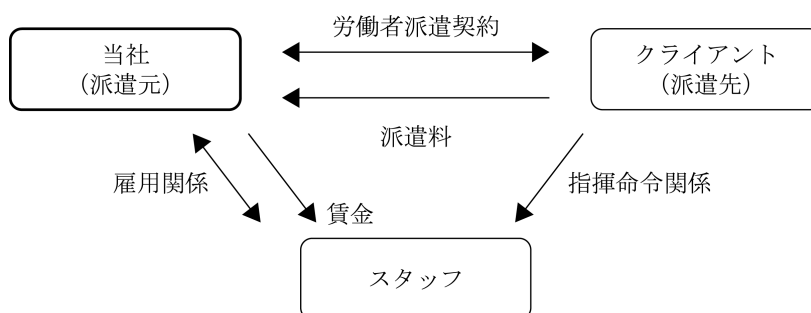 労働者派遣契約
当社
(派遣元)
クライアント
(派遣先)
派遣料
雇用関係
指揮命令関係
賃金
スタッフ